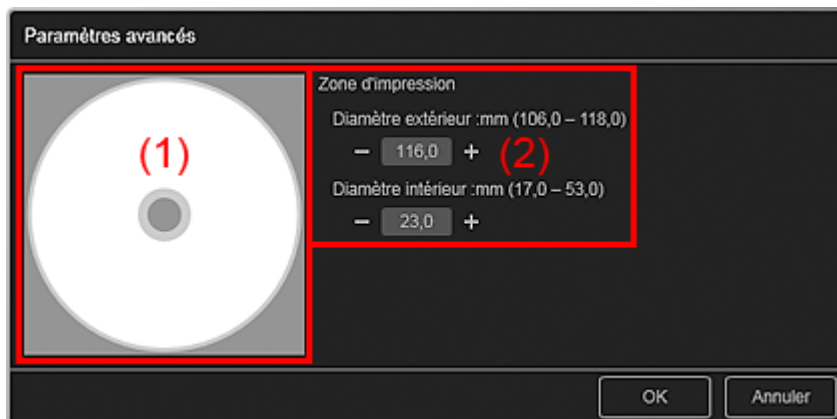 Paramètres avancés
(1)
Zone d'impression
Diamètre extérieur :mm (106,0 – 118,0)
− 116,0 + (2)
Diamètre intérieur :mm (17,0 – 53,0)
− 23,0 +
OK Annuler